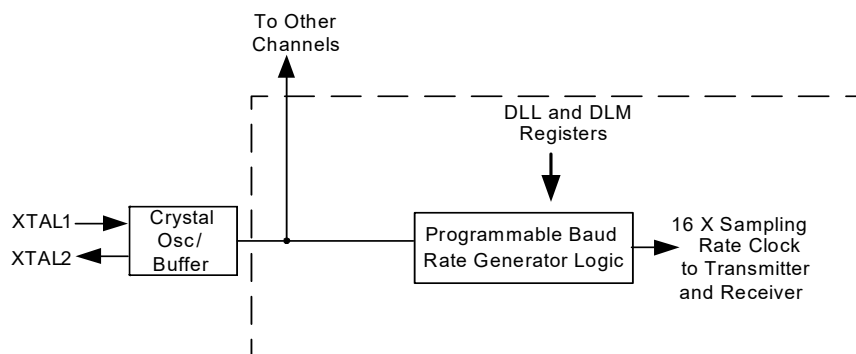 To Other
Channels
DLL and DLM
Registers
XTAL1
XTAL2
Crystal
Osc/
Buffer
Programmable Baud
Rate Generator Logic
16 X Sampling
Rate Clock
to Transmitter
and Receiver